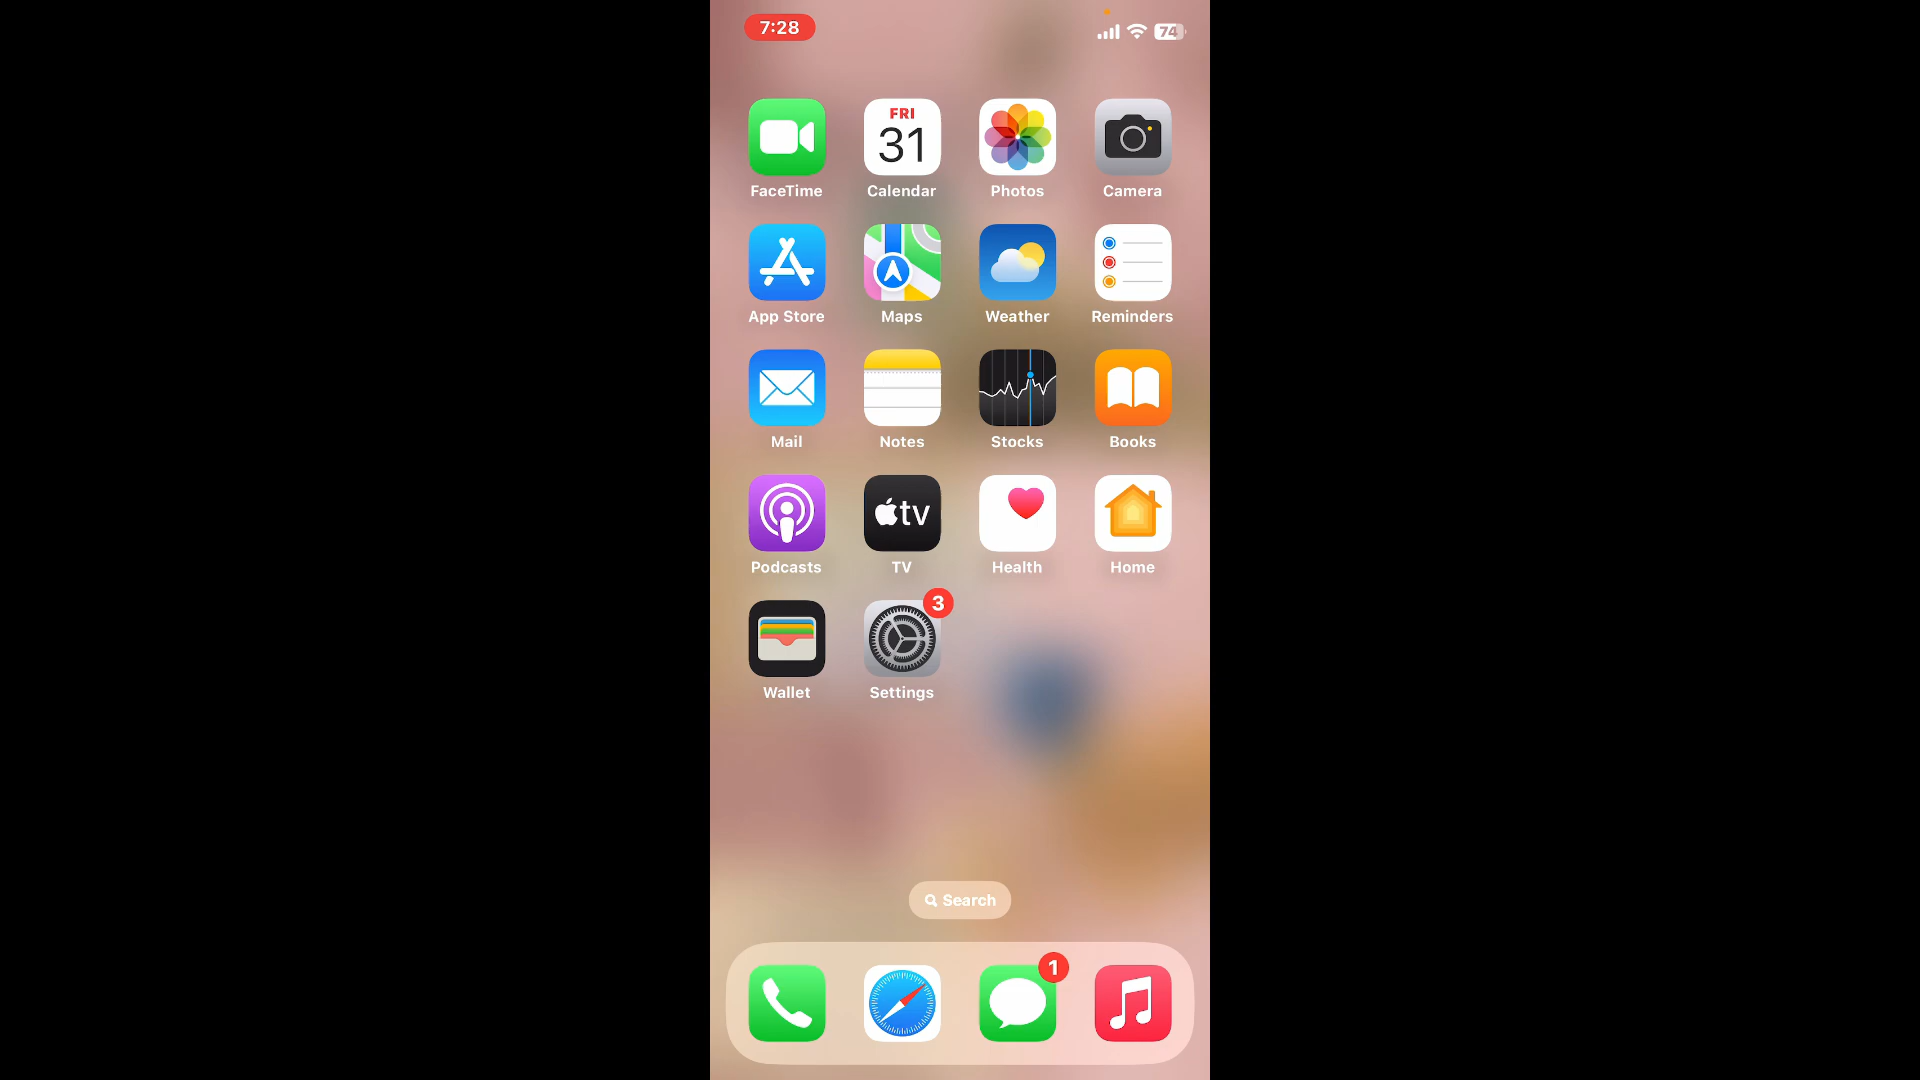 7:28
74
FRI
31
FaceTime Calendar Photos Camera
App Store Maps Weather Reminders
Mail Notes Stocks Books
tv
Podcasts TV Health Home
3
Wallet Settings
Search
1